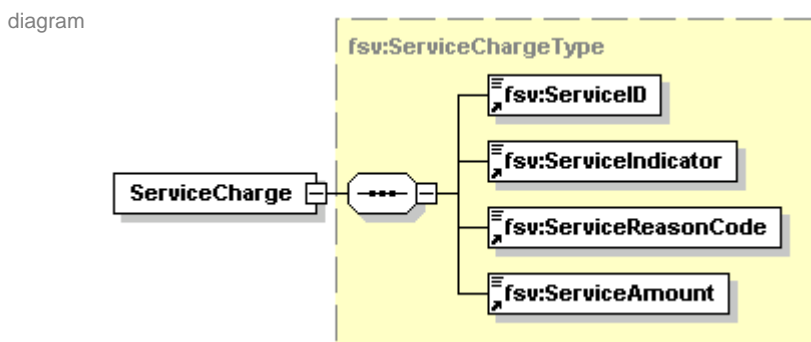 diagram
fsv:ServiceChargeType
fsv:ServiceID
fsv:ServiceIndicator
ServiceCharge
fsv:ServiceReasonCode
fsv:ServiceAmount